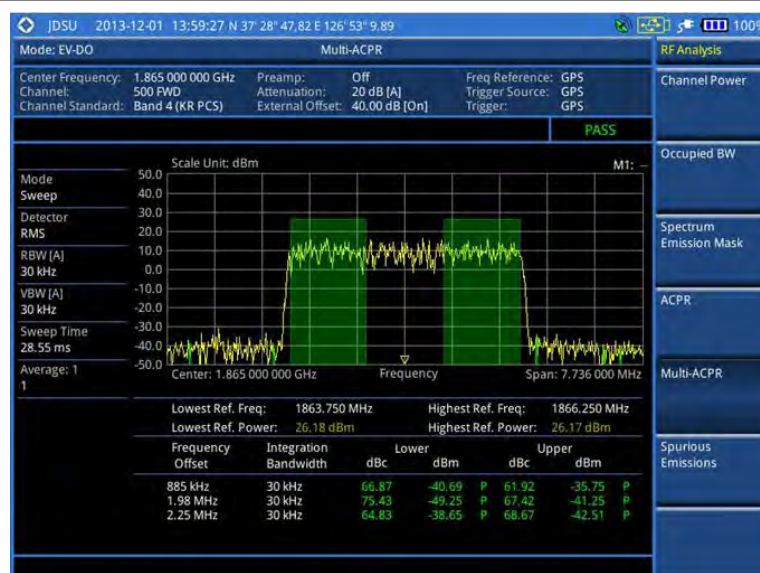 JDSU 2013-12-01 13:59:27 N 37° 28" 47,82 E 126° 53" 9.89 100%
Mode: EV-DO Multi-ACPR RF Analysis
Center Frequency: 1.865 000 000 GHz Preamp: Off Freq Reference: GPS
Channel: 500 FWD Attenuation: 20 dB [A] Trigger Source: GPS
Channel Standard: Band 4 (KR PCS) External Offset: 40.00 dB [On] Trigger: GPS
Channel Power
PASS
Occupied BW
Scale Unit: dBm M1: --
Mode
Sweep
Detector
RMS
RBW [A]
30 kHz
VBW [A]
30 kHz
Sweep Time
28.55 ms
Average: 1
1
50.0
40.0
30.0
20.0
10.0
0.0
-10.0
-20.0
-30.0
-40.0
-50.0
Spectrum
Emission Mask
ACPR
Center: 1.865 000 000 GHz Frequency Span: 7.736 000 MHz
Multi-ACPR
Lowest Ref. Freq: 1863.750 MHz Highest Ref. Freq: 1866.250 MHz
Lowest Ref. Power: 26.18 dBm Highest Ref. Power: 26.17 dBm
Frequency Integration Lower Upper
Offset Bandwidth dBc dBm dBc dBm
885 kHz 30 kHz 66.87 -40.69 P 61.92 -35.75 P
1.98 MHz 30 kHz 75.43 -49.25 P 67.42 -41.25 P
2.25 MHz 30 kHz 64.83 -38.65 P 68.67 -42.51 P
Spurious
Emissions